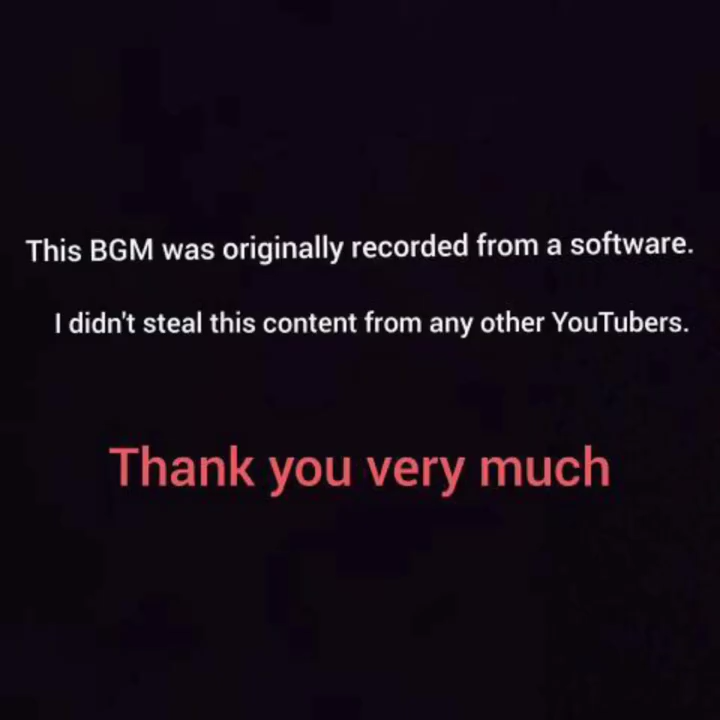 This BGM was originally recorded from a software.
I didn't steal this content from any other YouTubers.
Thank you very much